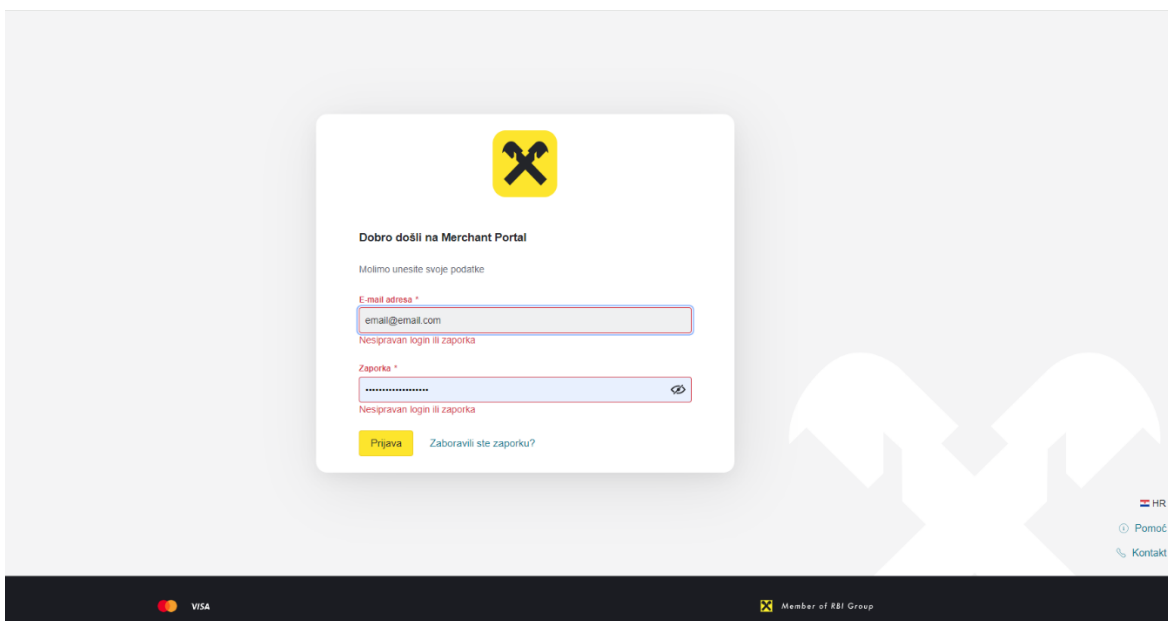 Dobro došli na Merchant Portal
Molimo unesite svoje podatke
E-mail adresa *
email@email.com
Nesipravan login ili zaporka
Zaporka *
•••••••••••••••••••
Nesipravan login ili zaporka
Prijava Zaboravili ste zaporku?
HR
Pomoč
Kontakt
VISA Member of RBI Group